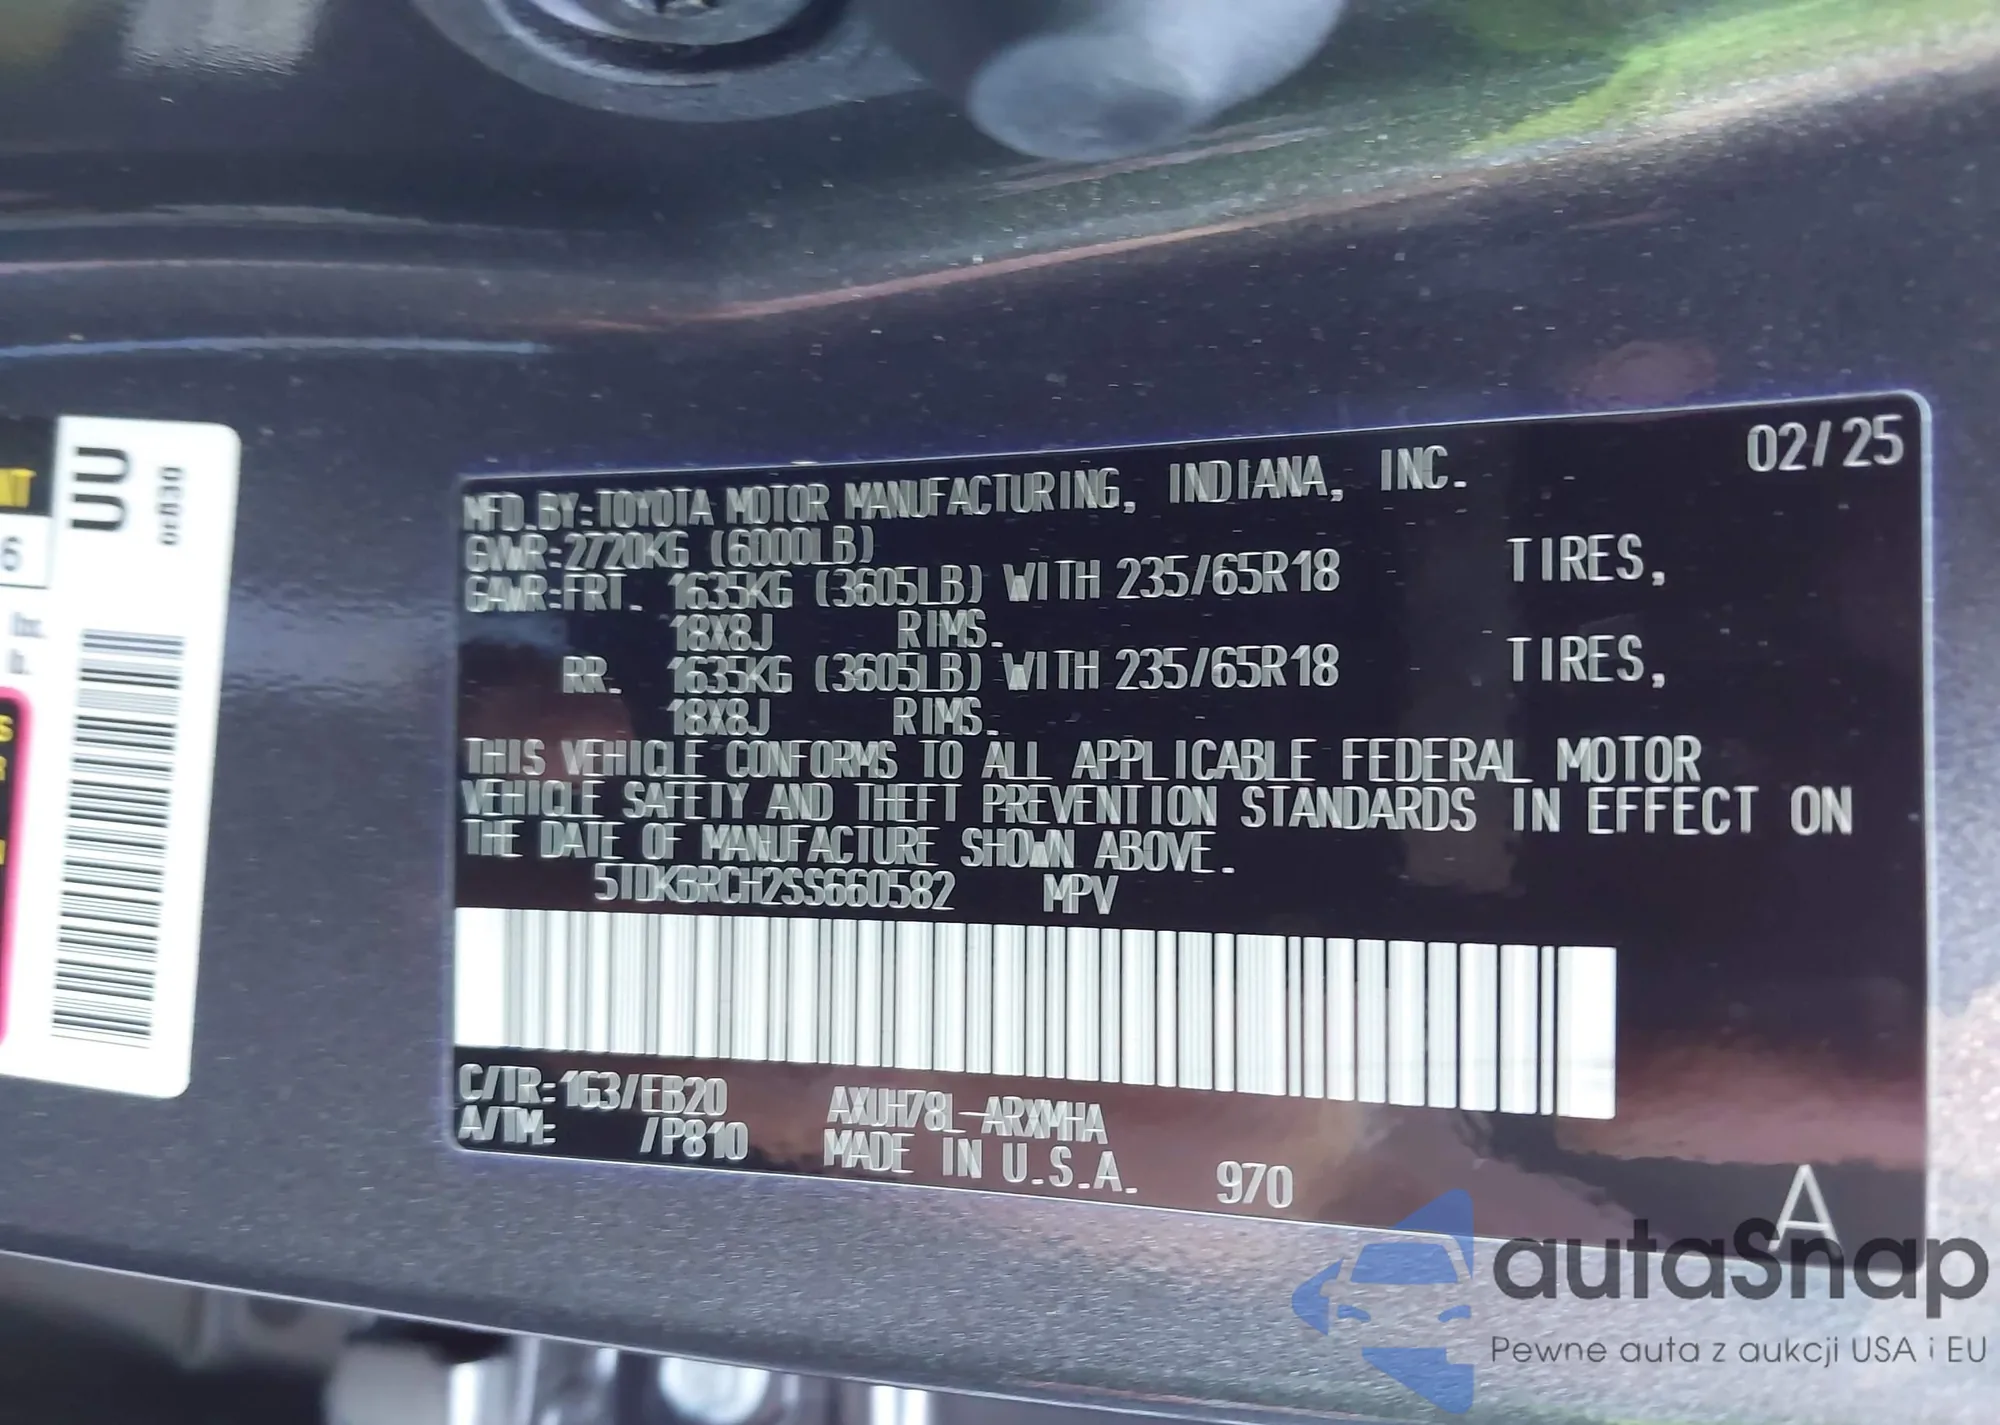 02/25
MFD.BY:TOYOTA MOTOR MANUFACTURING, INDIANA, INC.
GVWR:2720KG (6000LB)
GAWR:FRT. 1635KG (3605LB) WITH 235/65R18 TIRES,
18X8J RIMS.
RR. 1635KG (3605LB) WITH 235/65R18 TIRES,
18X8J RIMS.
THIS VEHICLE CONFORMS TO ALL APPLICABLE FEDERAL MOTOR
VEHICLE SAFETY AND THEFT PREVENTION STANDARDS IN EFFECT ON
THE DATE OF MANUFACTURE SHOWN ABOVE.
5TDKBRCH2SS660582 MPV
C/TR:1G3/EB20 AXUH78L-ARXMHA
A/TM: /P810 MADE IN U.S.A. 970
A
UU
autaSnap
Pewne auta z aukcji USA i EU